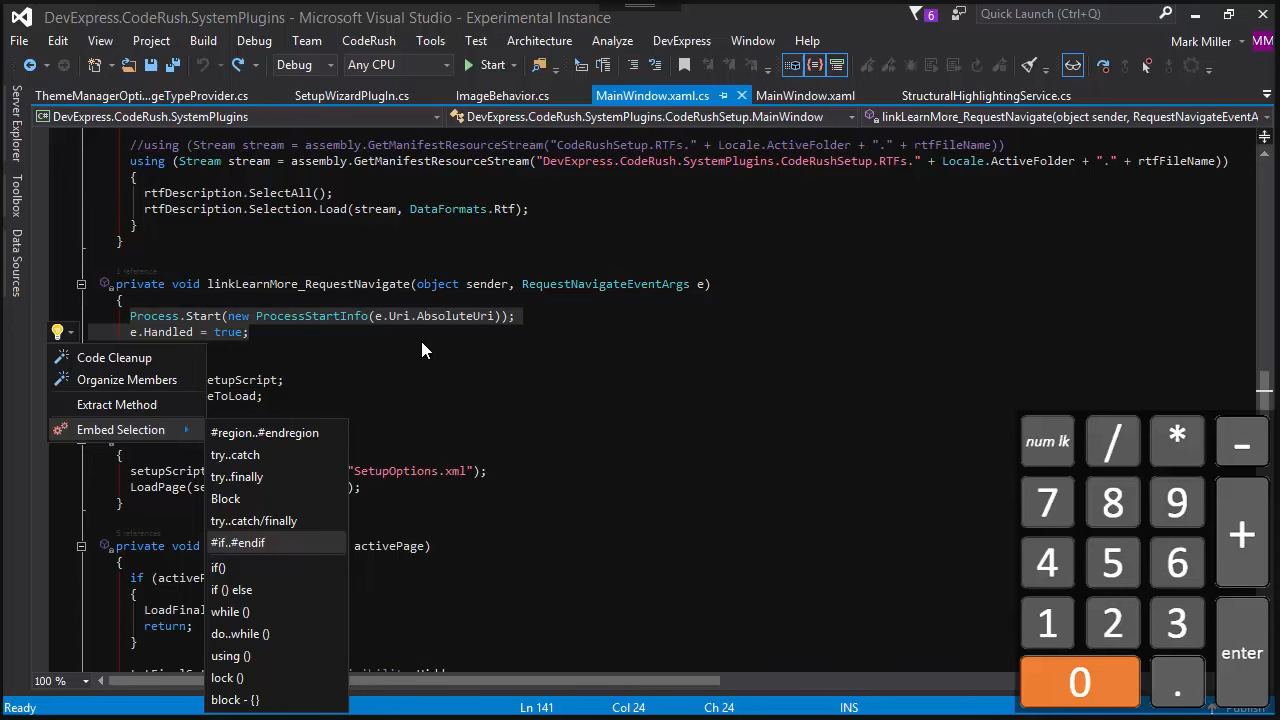 DevExpress.CodeRush.SystemPlugins - Microsoft Visual Studio - Experimental Instance
6
Quick Launch (Ctrl+Q)
File Edit View Project Build Debug Team CodeRush Tools Test Architecture Analyze DevExpress Window Help
Mark Miller
MM
Debug
Any CPU
Start
ThemeManagerOpti...geTypeProvider.cs
SetupWizardPlugIn.cs
ImageBehavior.cs
MainWindow.xaml.cs
MainWindow.xaml
StructuralHighlightingService.cs
DevExpress.CodeRush.SystemPlugins
DevExpress.CodeRush.SystemPlugins.CodeRushSetup.MainWindow
linkLearnMore_RequestNavigate(object sender, RequestNavigateEventA
Server Explorer
Toolbox
Data Sources
//using (Stream stream = assembly.GetManifestResourceStream("CodeRushSetup.RTFs." + Locale.ActiveFolder + "." + rtfFileName))
using (Stream stream = assembly.GetManifestResourceStream("DevExpress.CodeRush.SystemPlugins.CodeRushSetup.RTFs." + Locale.ActiveFolder + "." + rtfFileName))
{
rtfDescription.SelectAll();
rtfDescription.Selection.Load(stream, DataFormats.Rtf);
}
}
1 reference
private void linkLearnMore_RequestNavigate(object sender, RequestNavigateEventArgs e)
{
Process.Start(new ProcessStartInfo(e.Uri.AbsoluteUri));
e.Handled = true;
Code Cleanup
Organize Members
Extract Method
Embed Selection
etupScript;
eToLoad;
#region..#endregion
try..catch
try..finally
Block
try..catch/finally
#if..#endif
if()
if () else
while ()
do..while ()
using ()
lock ()
block - {}
{
setupScript "SetupOptions.xml");
LoadPage(se );
}
5 references
private void activePage)
{
if (activeP
{
LoadFinal
return;
}
num lk / * -
7 8 9 +
4 5 6
1 2 3 enter
0 .
100 %
Ready
Ln 141
Col 24
Ch 24
INS
Publish